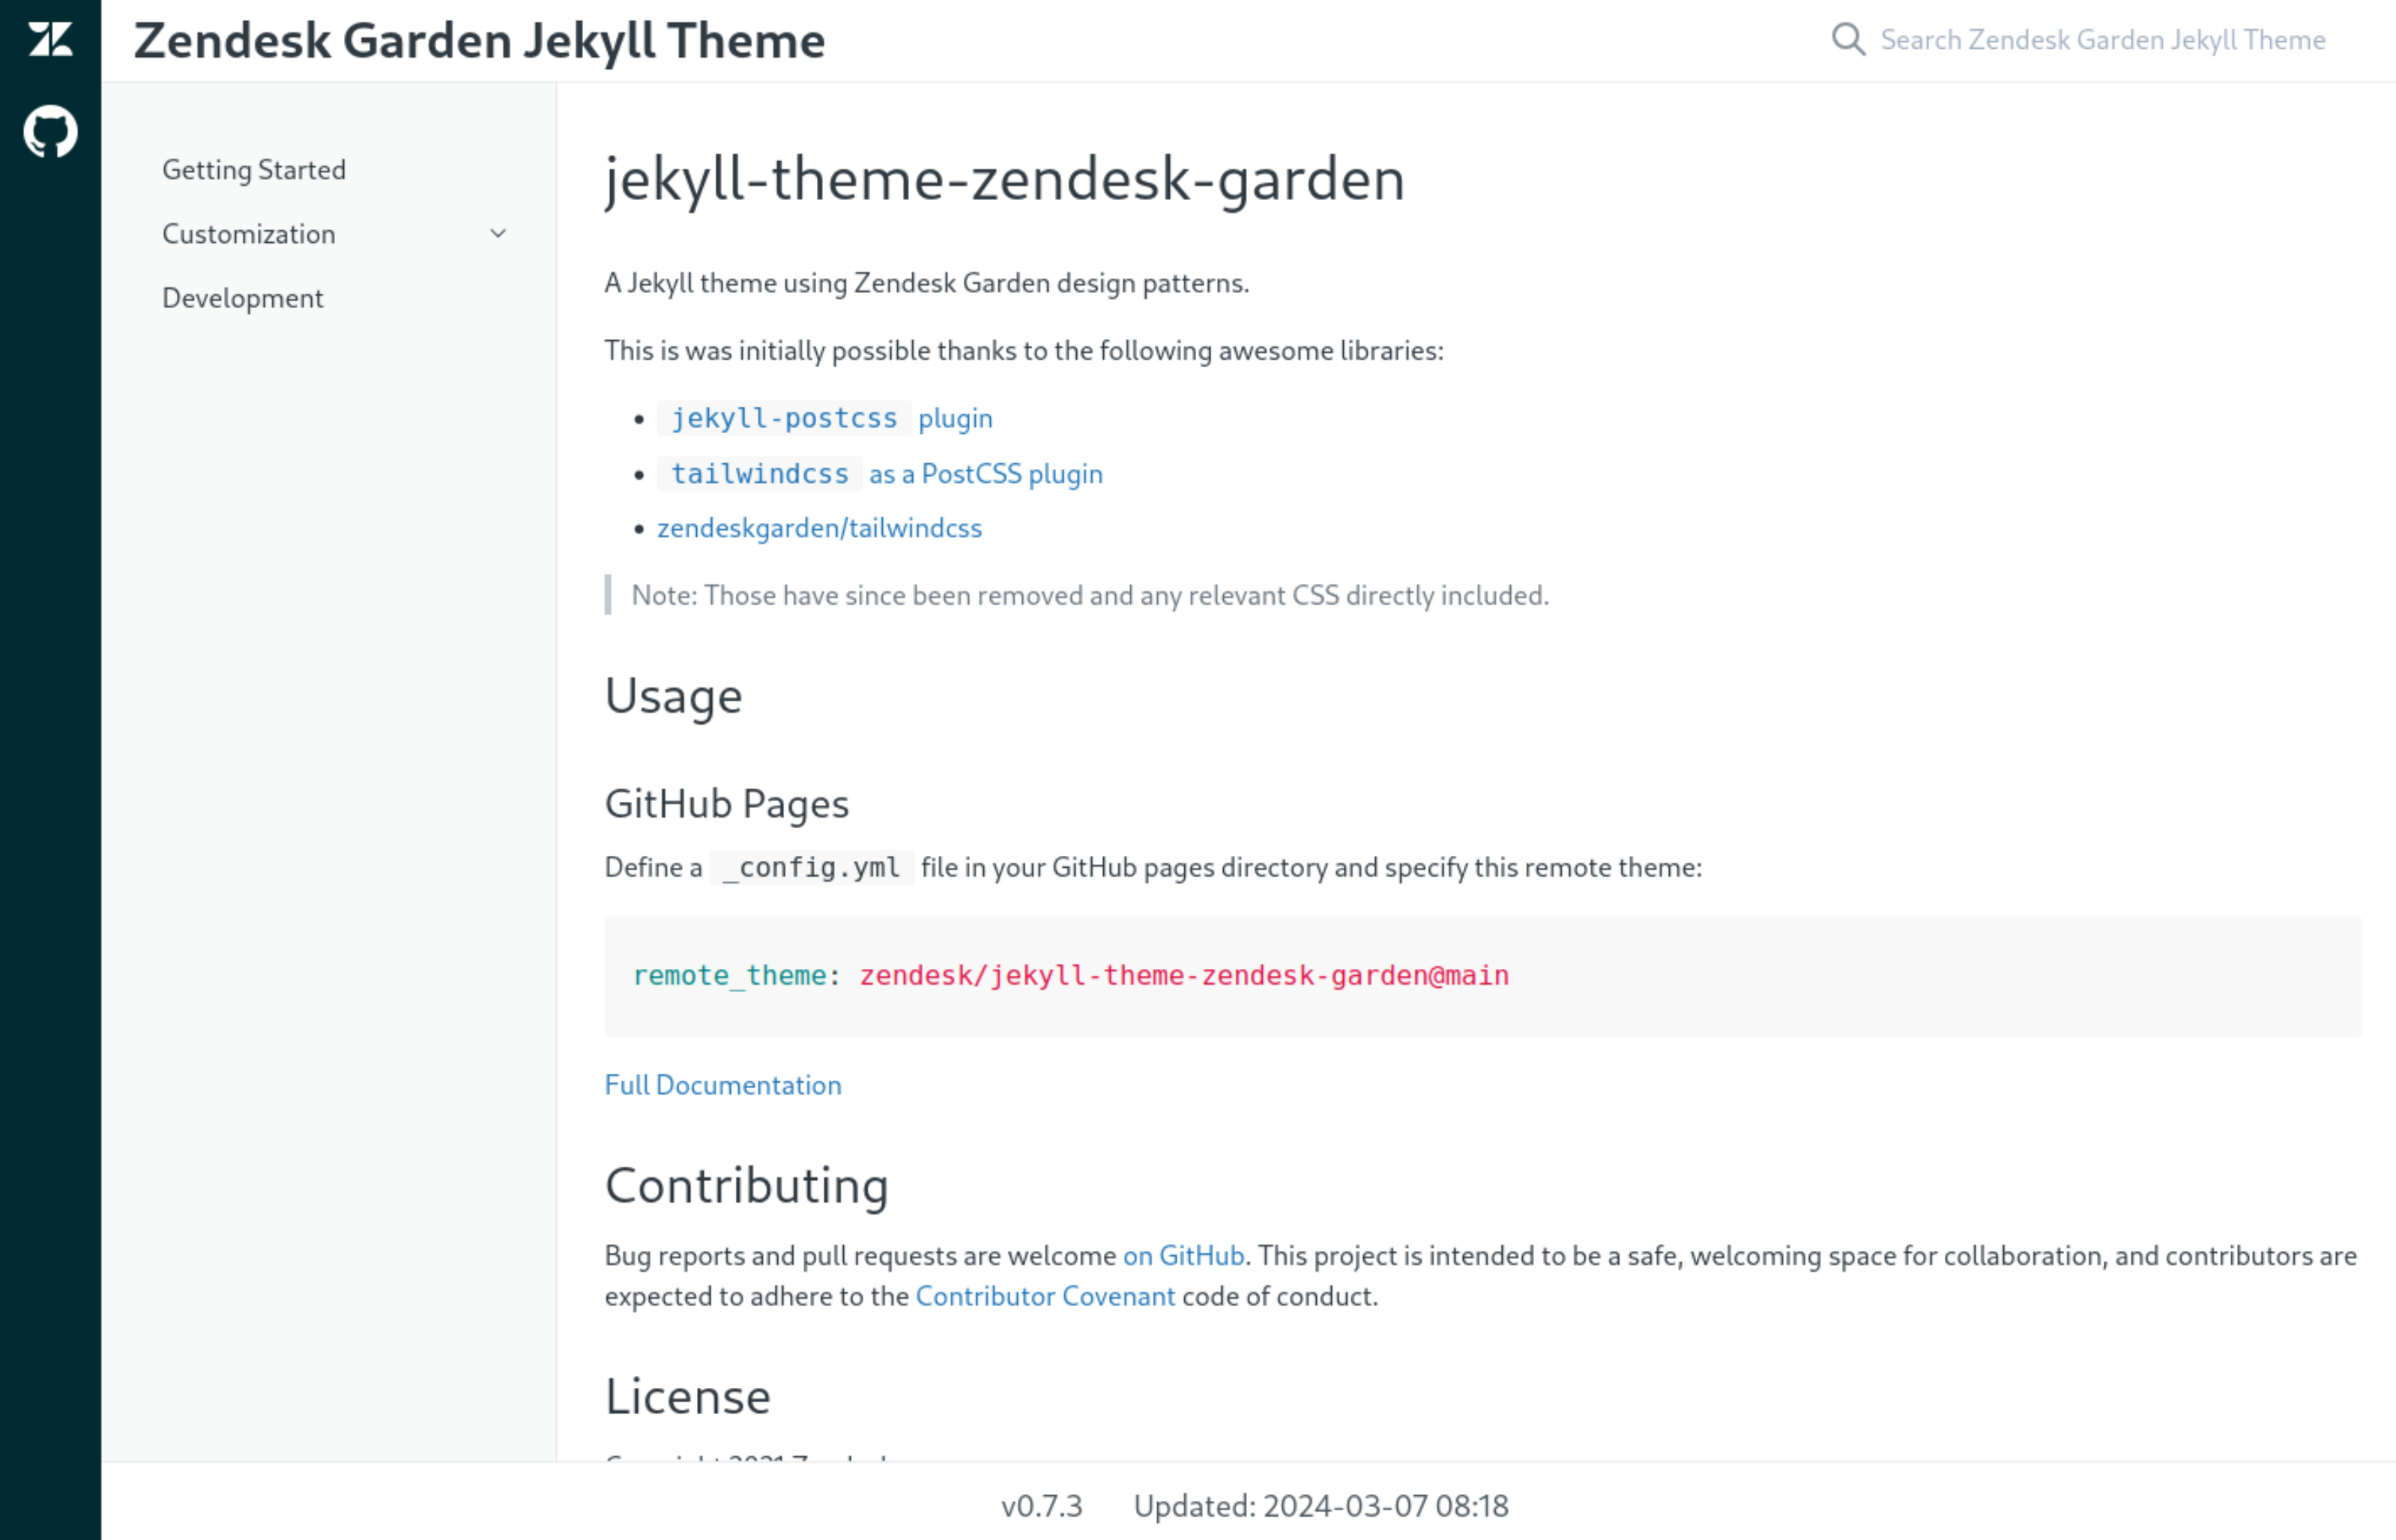 Zendesk Garden Jekyll Theme
Search Zendesk Garden Jekyll Theme
Getting Started
Customization
Development
jekyll-theme-zendesk-garden
A Jekyll theme using Zendesk Garden design patterns.
This is was initially possible thanks to the following awesome libraries:
jekyll-postcss plugin
tailwindcss as a PostCSS plugin
zendeskgarden/tailwindcss
Note: Those have since been removed and any relevant CSS directly included.
Usage
GitHub Pages
Define a _config.yml file in your GitHub pages directory and specify this remote theme:
remote_theme: zendesk/jekyll-theme-zendesk-garden@main
Full Documentation
Contributing
Bug reports and pull requests are welcome on GitHub. This project is intended to be a safe, welcoming space for collaboration, and contributors are
expected to adhere to the Contributor Covenant code of conduct.
License
Copyright 2021 Zendesk
v0.7.3 Updated: 2024-03-07 08:18